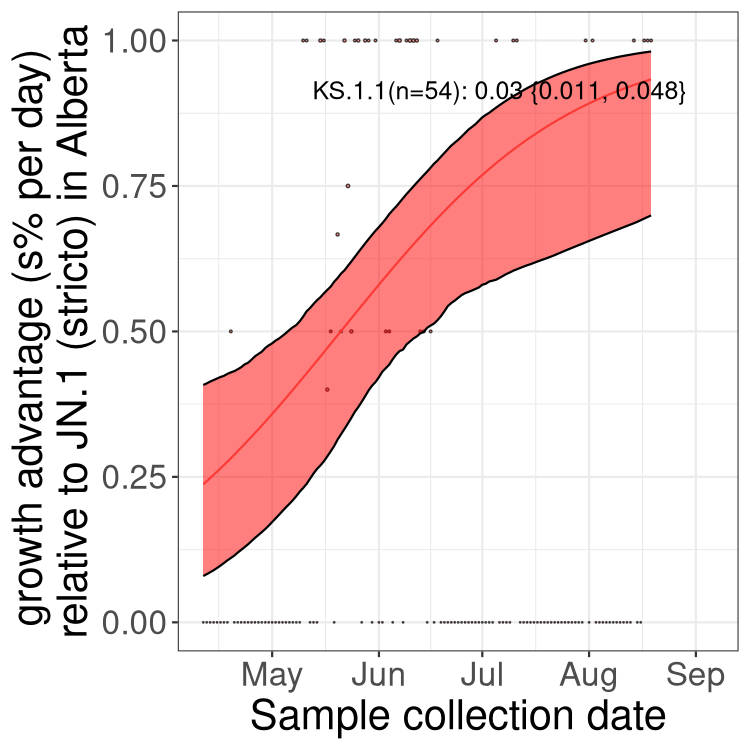 growth advantage (s% per day)
relative to JN.1 (stricto) in Alberta
1.00
0.75
0.50
0.25
0.00
KS.1.1(n=54): 0.03 {0.011, 0.048}
May Jun Jul Aug Sep
Sample collection date